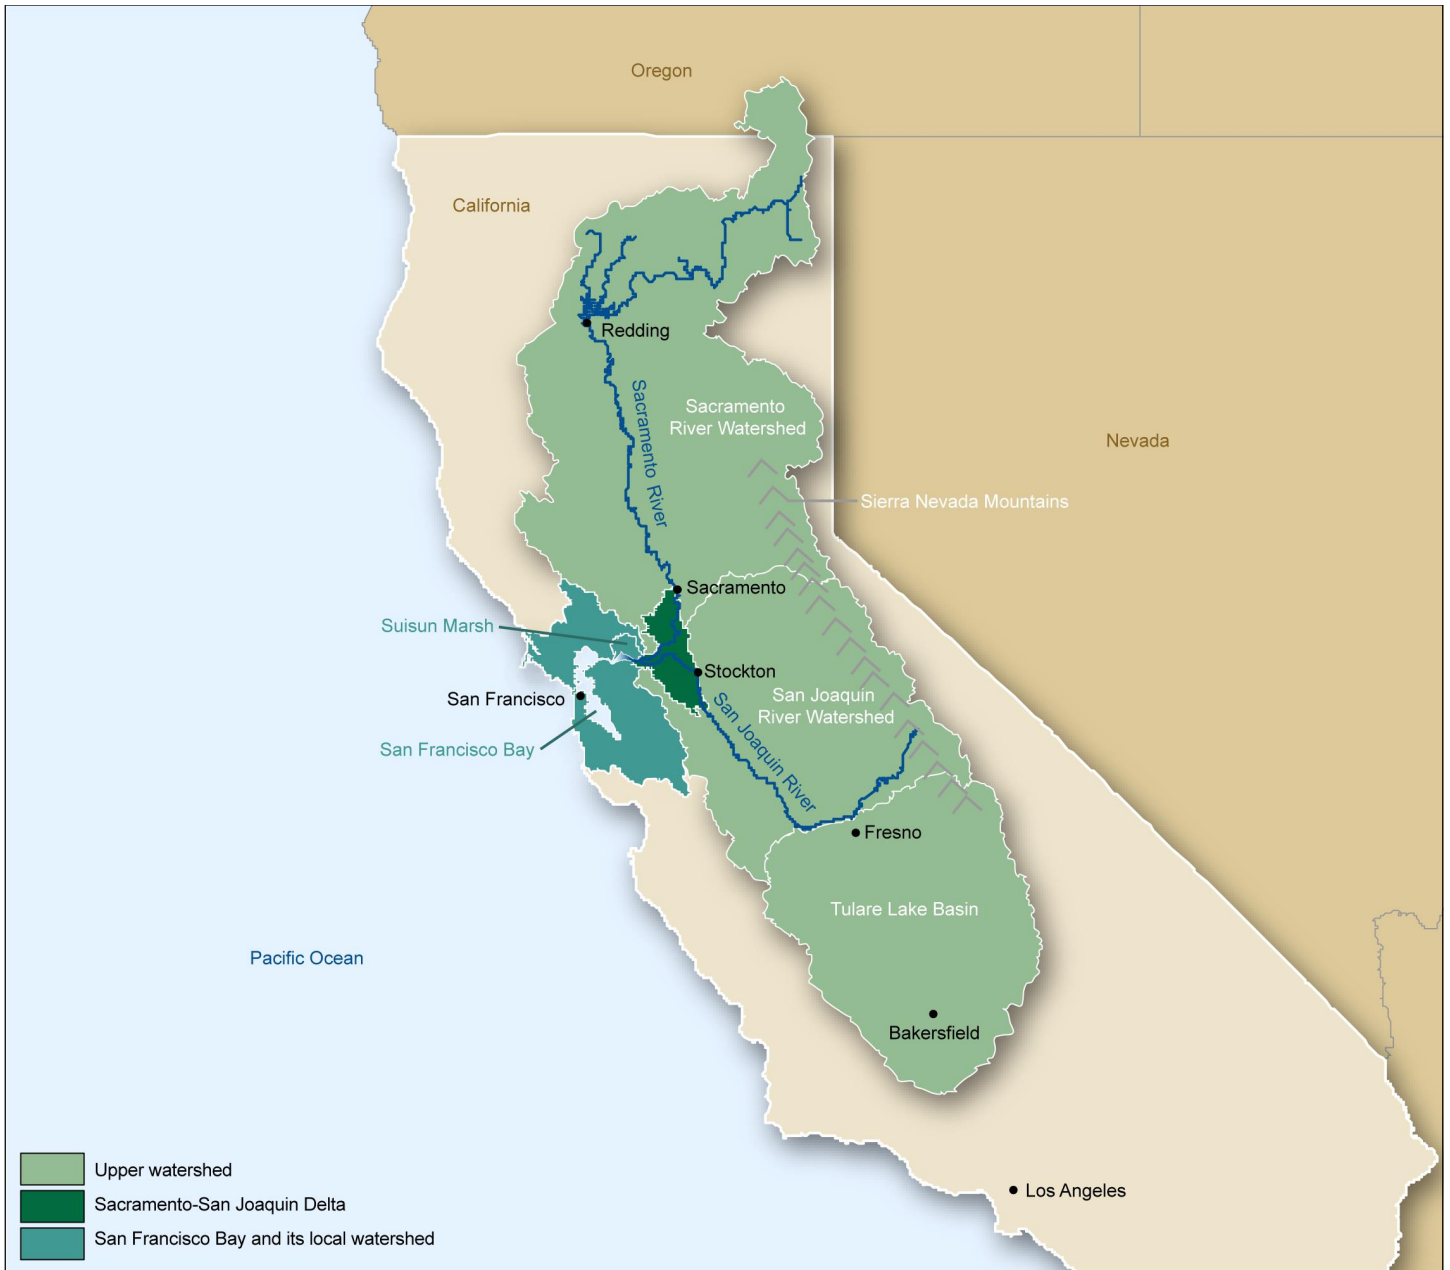 Oregon
California
Redding
Sacramento River
Sacramento
River Watershed
Nevada
Sierra Nevada Mountains
Sacramento
Suisun Marsh
Stockton
San Francisco
San Joaquin
River Watershed
San Joaquin River
San Francisco Bay
Fresno
Tulare Lake Basin
Pacific Ocean
Bakersfield
Upper watershed
Los Angeles
Sacramento-San Joaquin Delta
San Francisco Bay and its local watershed